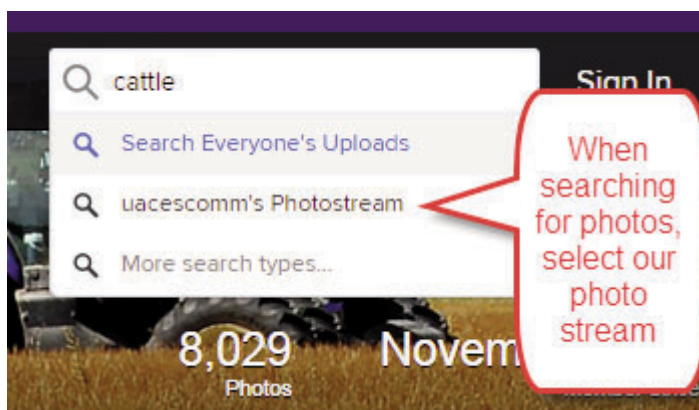 cattle
Sign In
Search Everyone's Uploads
uacescomm's Photostream
More search types...
When
searching
for photos,
select our
photo
stream
8,029
Novem
Photos